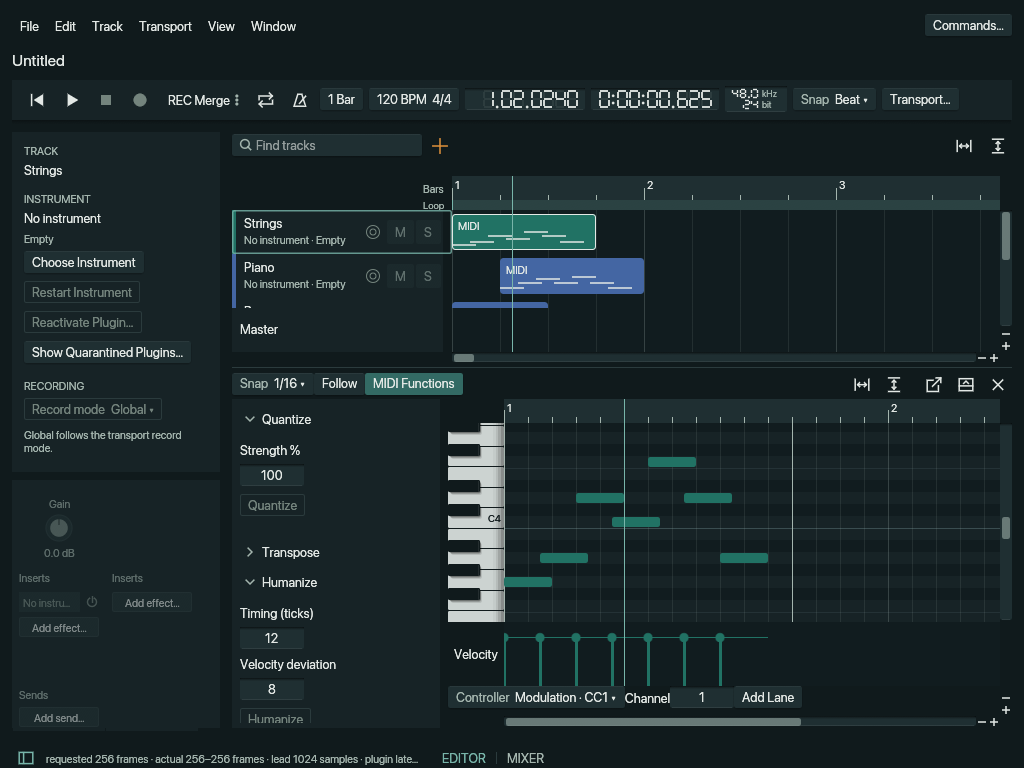 File Edit Track Transport View Window Commands...
Untitled
REC Merge 1 Bar 120 BPM 4/4 1.02.0240 0:00:00.625 48.0 kHz 24 bit Snap Beat Transport...
TRACK
Strings
INSTRUMENT
No instrument
Empty
Choose Instrument
Restart Instrument
Reactivate Plugin...
Show Quarantined Plugins...
RECORDING
Record mode Global
Global follows the transport record
mode.
Gain
0.0 dB
Inserts Inserts
No instru... Add effect...
Add effect...
Sends
Add send...
Find tracks
Bars 1 2 3
Loop
Strings
No instrument · Empty M S
MIDI
Piano
No instrument · Empty M S
MIDI
Master
Snap 1/16 Follow MIDI Functions
Quantize
Strength %
100
Quantize
Transpose
Humanize
Timing (ticks)
12
Velocity deviation
8
Humanize
1 2
C4
Velocity
Controller Modulation · CC1 Channel 1 Add Lane
requested 256 frames · actual 256–256 frames · lead 1024 samples · plugin late... EDITOR MIXER